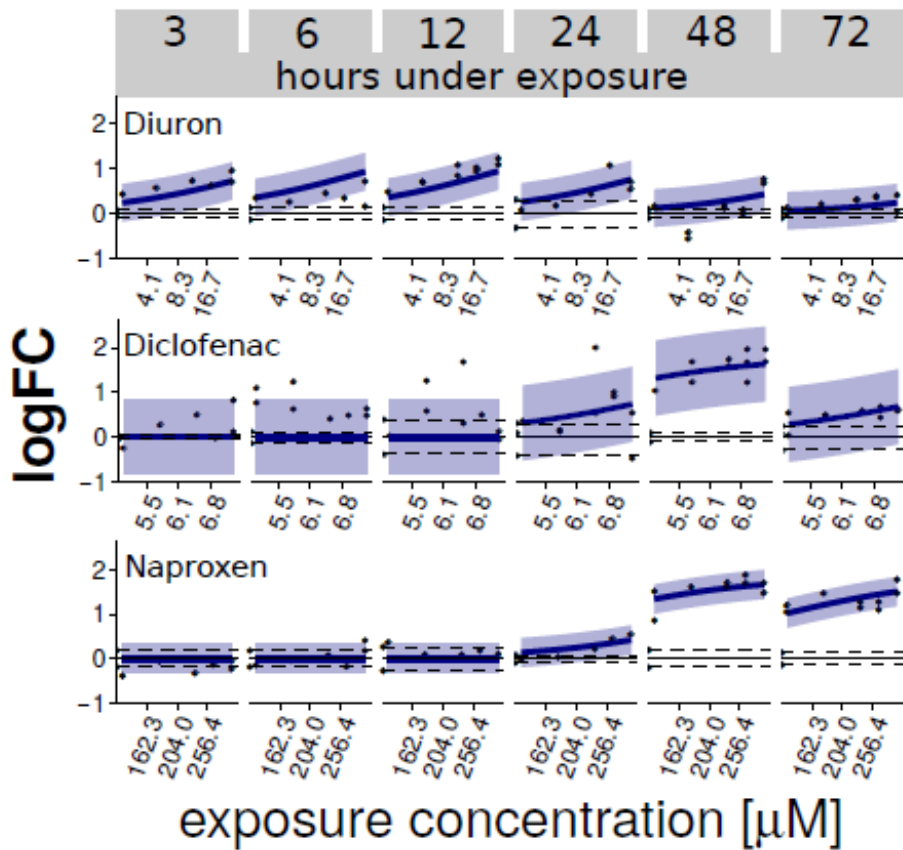 3 6 12 24 48 72
hours under exposure
Diuron
2
1
0
-1
4.1 8.3 16.7 4.1 8.3 16.7 4.1 8.3 16.7 4.1 8.3 16.7 4.1 8.3 16.7 4.1 8.3 16.7
logFC
Diclofenac
2
1
0
-1
5.5 6.1 6.8 5.5 6.1 6.8 5.5 6.1 6.8 5.5 6.1 6.8 5.5 6.1 6.8 5.5 6.1 6.8
Naproxen
2
1
0
-1
162.3 204.0 256.4 162.3 204.0 256.4 162.3 204.0 256.4 162.3 204.0 256.4 162.3 204.0 256.4 162.3 204.0 256.4
exposure concentration [μM]